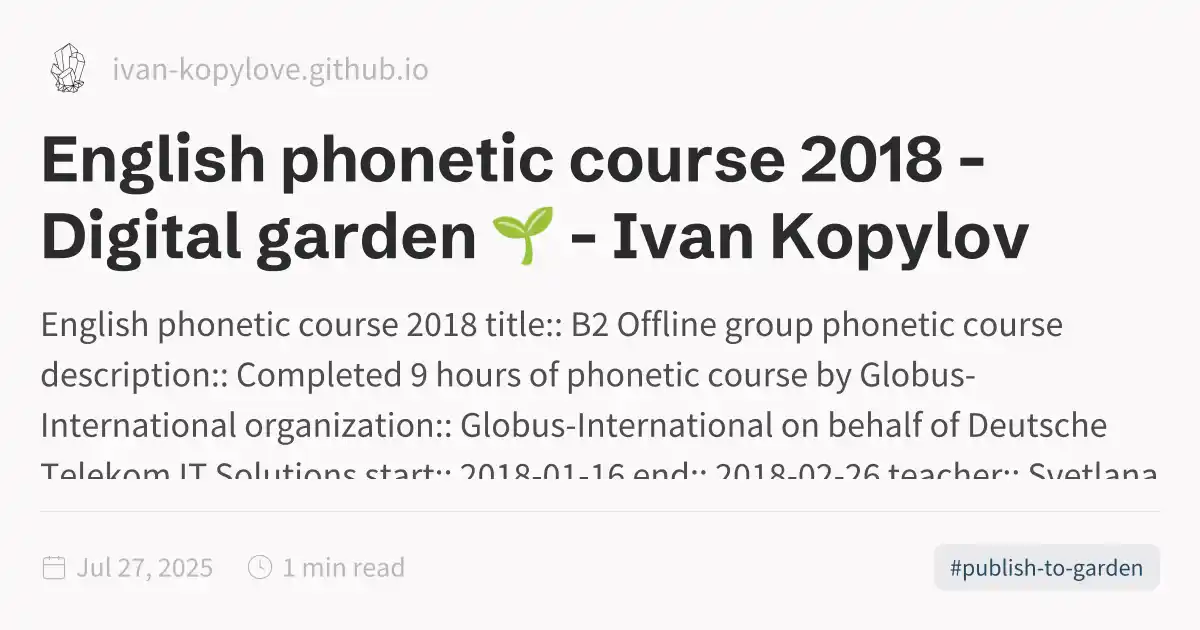 ivan-kopylove.github.io
English phonetic course 2018 -
Digital garden 🌱 - Ivan Kopylov
English phonetic course 2018 title:: B2 Offline group phonetic course
description:: Completed 9 hours of phonetic course by Globus-
International organization:: Globus-International on behalf of Deutsche
Telekom IT Solutions start:: 2018-01-16 end:: 2018-02-26 teacher:: Svetlana
Jul 27, 2025 1 min read
#publish-to-garden